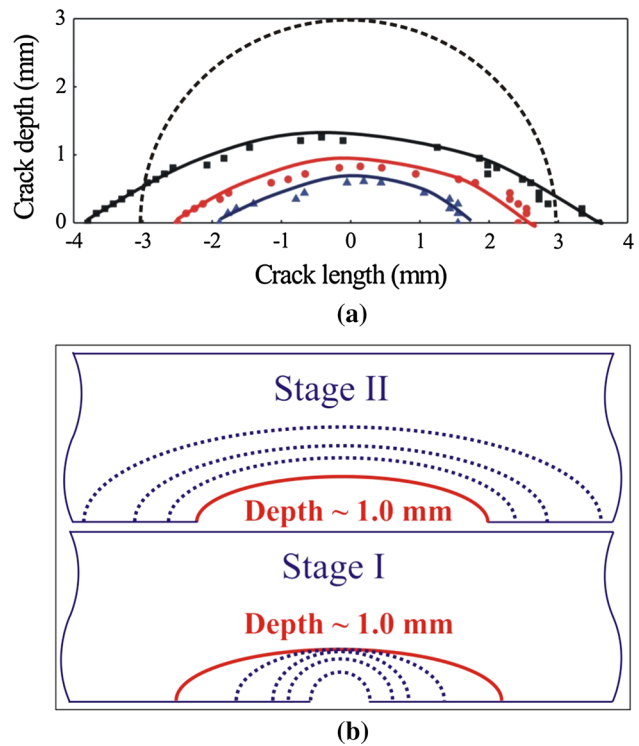 3
2
1
0
Crack depth (mm)
-4 -3 -2 -1 0 1 2 3 4
Crack length (mm)
(a)
Stage II
Depth ~ 1.0 mm
Stage I
Depth ~ 1.0 mm
(b)